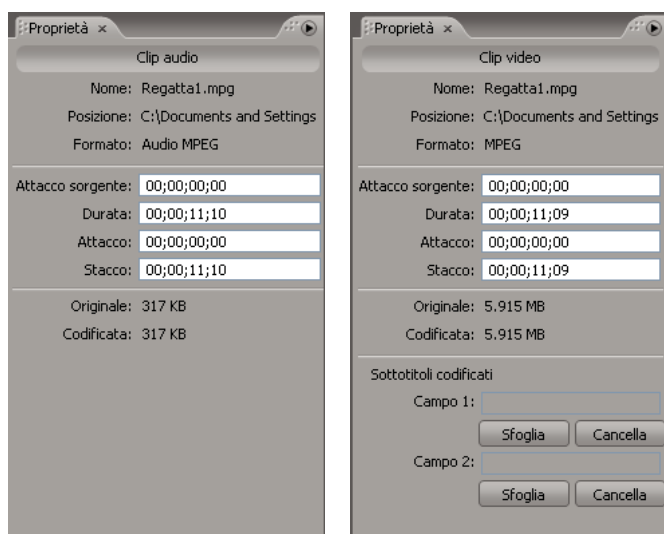 Proprietà ×
Clip audio
Nome: Regatta1.mpg
Posizione: C:\Documents and Settings
Formato: Audio MPEG
Attacco sorgente: 00;00;00;00
Durata: 00;00;11;10
Attacco: 00;00;00;00
Stacco: 00;00;11;10
Originale: 317 KB
Codificata: 317 KB
Proprietà ×
Clip video
Nome: Regatta1.mpg
Posizione: C:\Documents and Settings
Formato: MPEG
Attacco sorgente: 00;00;00;00
Durata: 00;00;11;09
Attacco: 00;00;00;00
Stacco: 00;00;11;09
Originale: 5.915 MB
Codificata: 5.915 MB
Sottotitoli codificati
Campo 1:
Sfoglia Cancella
Campo 2:
Sfoglia Cancella